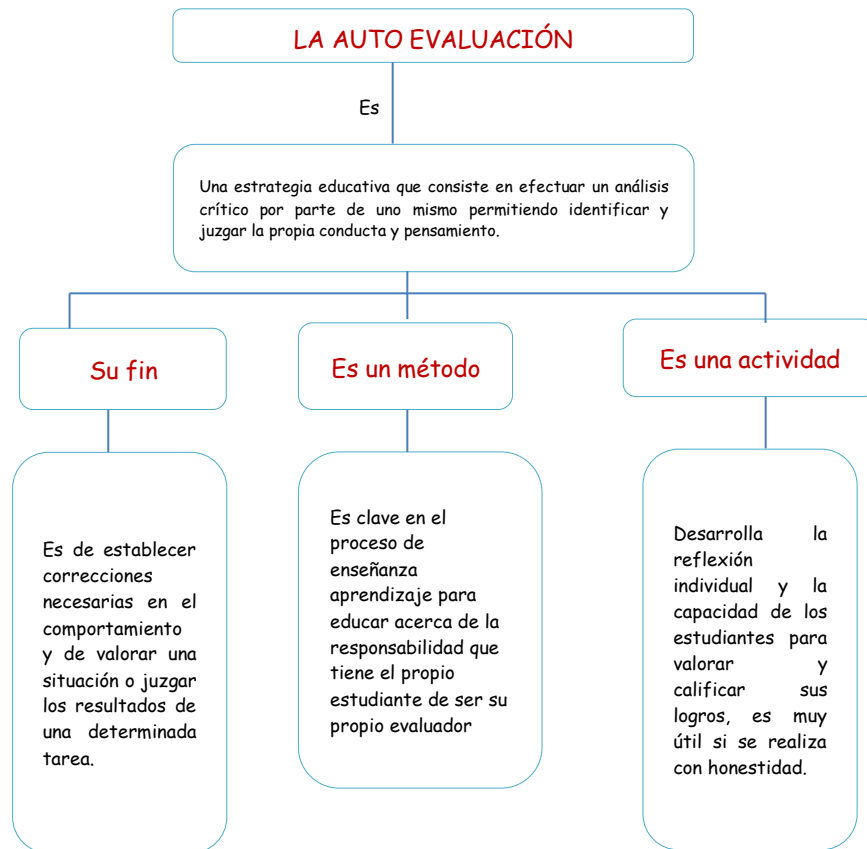 LA AUTO EVALUACIÓN
Es
Una estrategia educativa que consiste en efectuar un análisis
crítico por parte de uno mismo permitiendo identificar y
juzgar la propia conducta y pensamiento.
Su fin
Es un método
Es una actividad
Es de establecer
correcciones
necesarias en el
comportamiento
y de valorar una
situación o juzgar
los resultados de
una determinada
tarea.
Es clave en el
proceso de
enseñanza
aprendizaje para
educar acerca de la
responsabilidad que
tiene el propio
estudiante de ser su
propio evaluador
Desarrolla la
reflexión
individual y la
capacidad de los
estudiantes para
valorar y
calificar sus
logros, es muy
útil si se realiza
con honestidad.